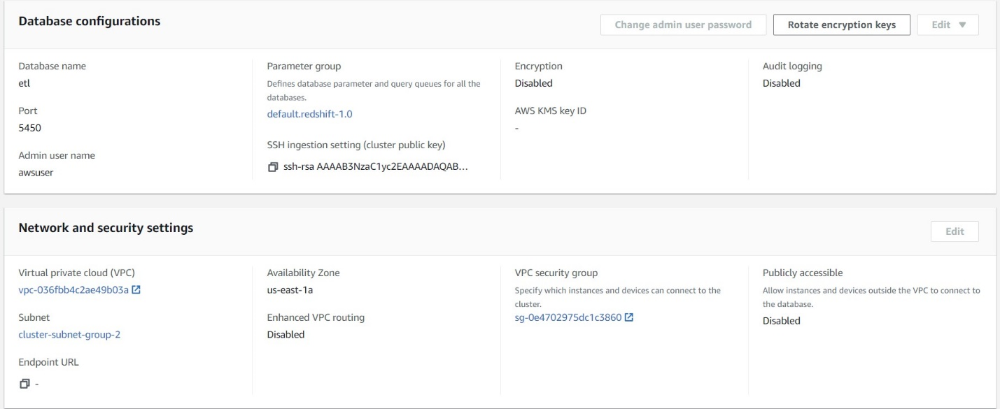 Database configurations
Change admin user password
Rotate encryption keys
Edit
Database name
etl
Port
5450
Admin user name
awsuser
Parameter group
Defines database parameter and query queues for all the
databases.
default.redshift-1.0
SSH ingestion setting (cluster public key)
ssh-rsa AAAAB3NzaC1yc2EAAAADAQAB...
Encryption
Disabled
AWS KMS key ID
-
Audit logging
Disabled
Network and security settings
Edit
Virtual private cloud (VPC)
vpc-036fbb4c2ae49b03a
Subnet
cluster-subnet-group-2
Endpoint URL
-
Availability Zone
us-east-1a
Enhanced VPC routing
Disabled
VPC security group
Specify which instances and devices can connect to the
cluster.
sg-0e4702975dc1c3860
Publicly accessible
Allow instances and devices outside the VPC to connect to
the database.
Disabled